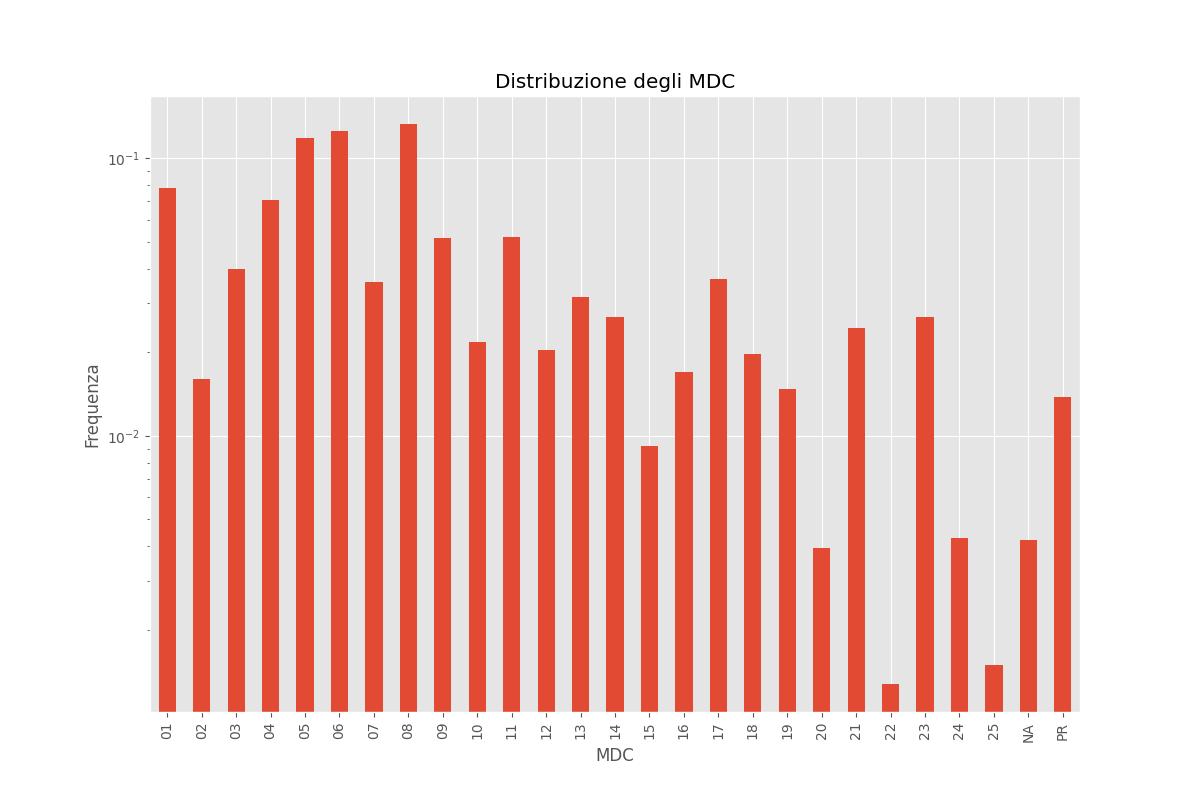 Distribuzione degli MDC
10⁻¹
10⁻²
Frequenza
01 02 03 04 05 06 07 08 09 10 11 12 13 14 15 16 17 18 19 20 21 22 23 24 25 NA PR
MDC